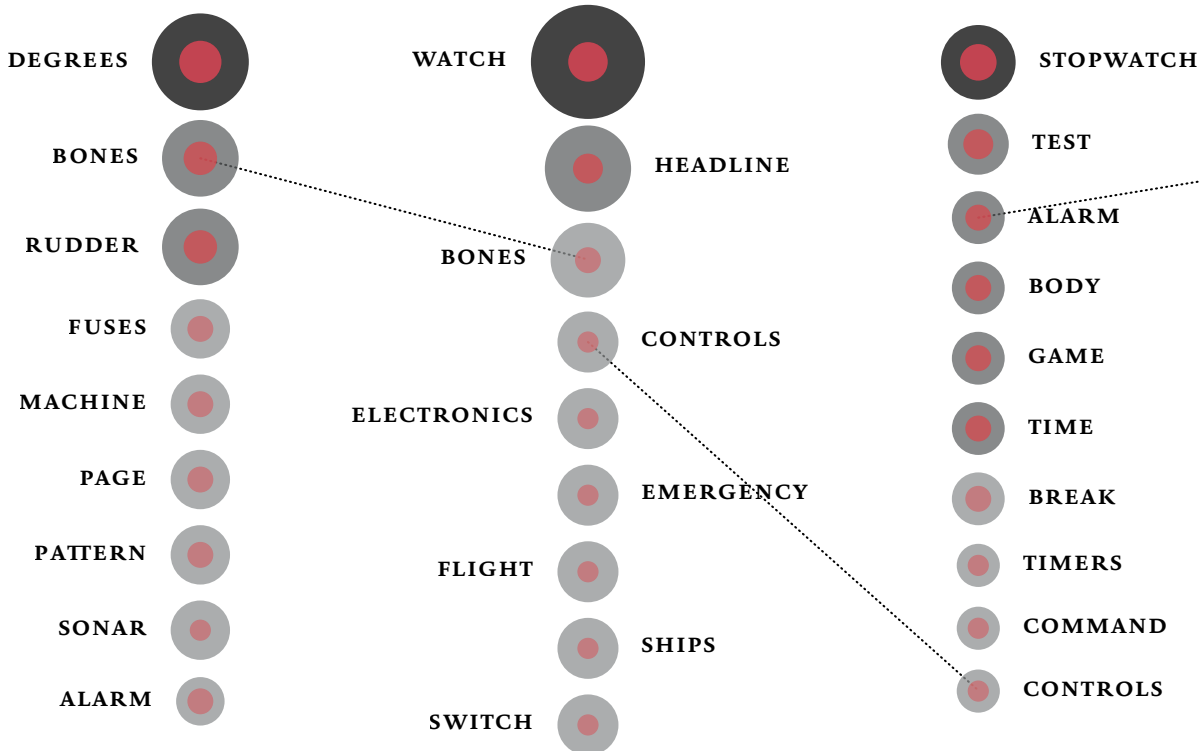 DEGREES
BONES
RUDDER
FUSES
MACHINE
PAGE
PATTERN
SONAR
ALARM
WATCH
HEADLINE
BONES
CONTROLS
ELECTRONICS
EMERGENCY
FLIGHT
SHIPS
SWITCH
STOPWATCH
TEST
ALARM
BODY
GAME
TIME
BREAK
TIMERS
COMMAND
CONTROLS